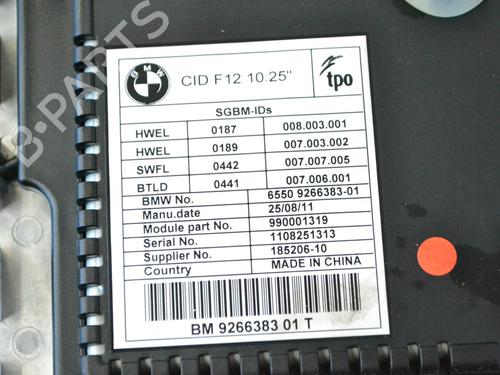 BMW
CID F12 10.25"
tpo
SGBM-IDs
HWEL 0187 008.003.001
HWEL 0189 007.003.002
SWFL 0442 007.007.005
BTLD 0441 007.006.001
BMW No. 6550 9266383-01
Manu.date 25/08/11
Module part No. 990001319
Serial No. 1108251313
Supplier No. 185206-10
Country MADE IN CHINA
BM 9266383 01 T
B-PARTS